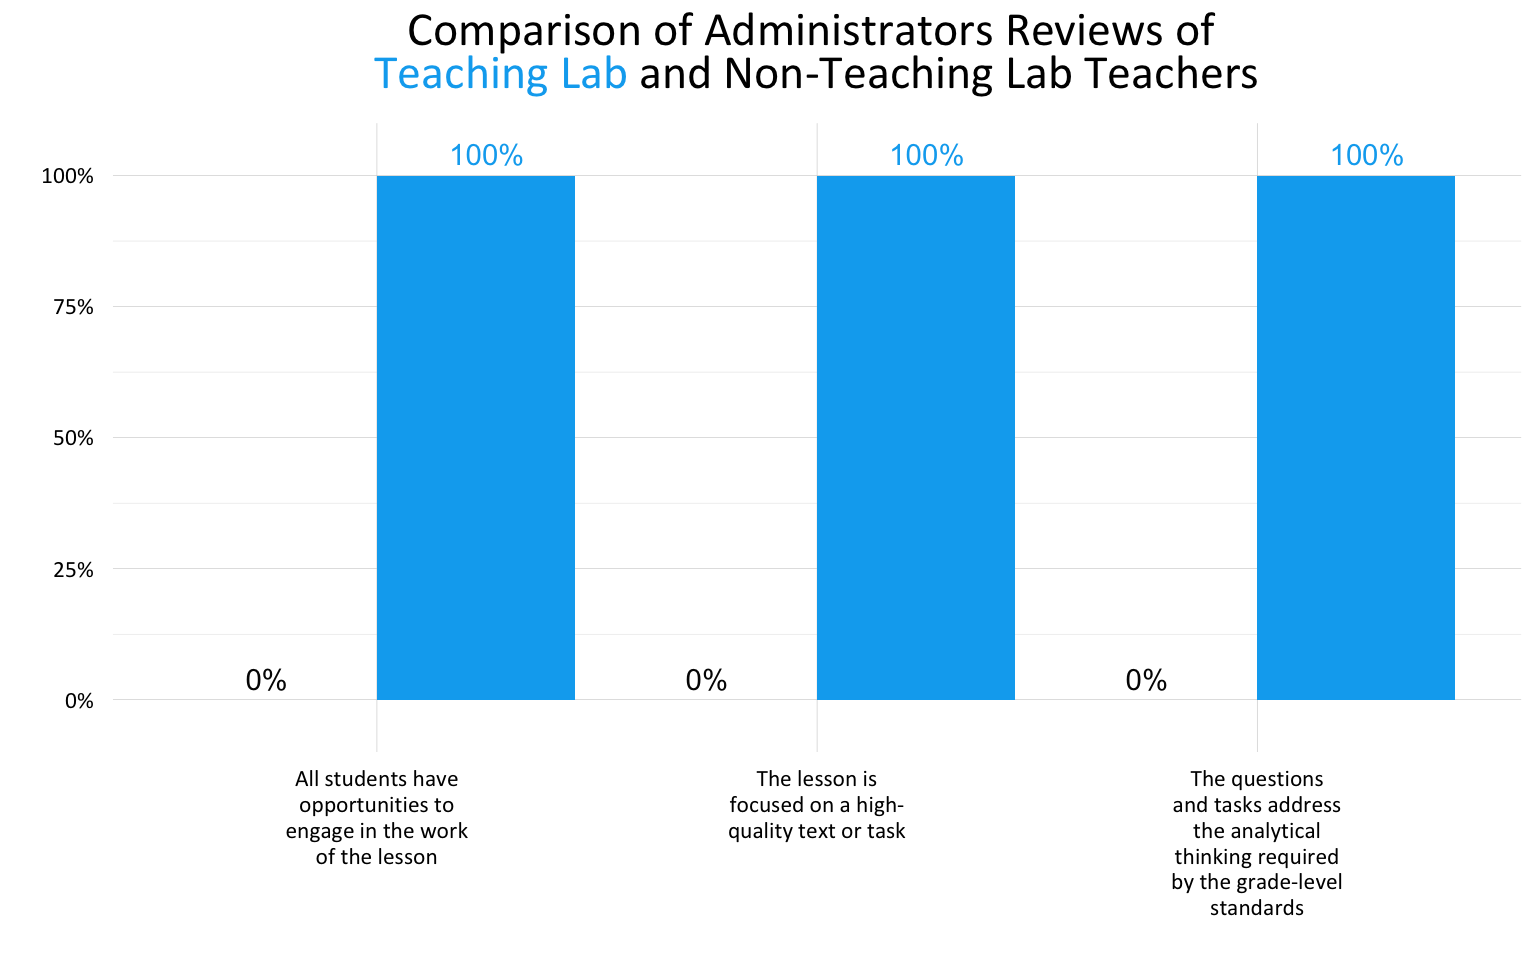 Comparison of Administrators Reviews of
Teaching Lab and Non-Teaching Lab Teachers
100%
100%
100%
100%
75%
50%
25%
0%
0%
0%
0%
All students have
opportunities to
engage in the work
of the lesson
The lesson is
focused on a high-
quality text or task
The questions
and tasks address
the analytical
thinking required
by the grade-level
standards